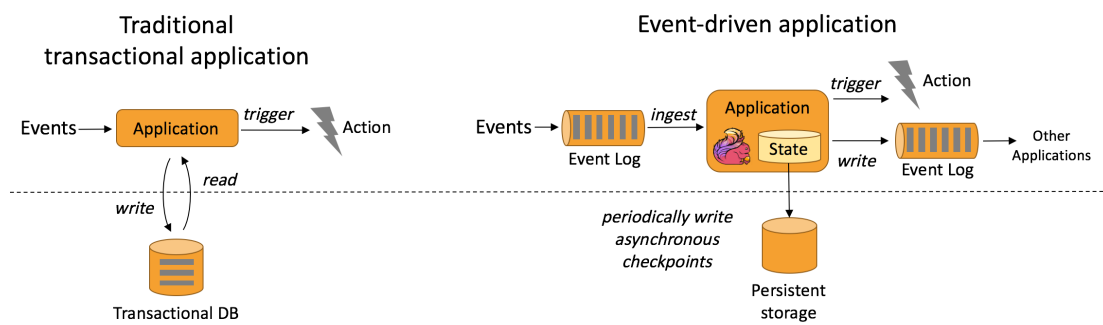 Traditional
transactional application
Events
Application
trigger
Action
write
read
Transactional DB
Event-driven application
Events
Event Log
ingest
Application
State
trigger
Action
write
Event Log
Other
Applications
periodically write
asynchronous
checkpoints
Persistent
storage